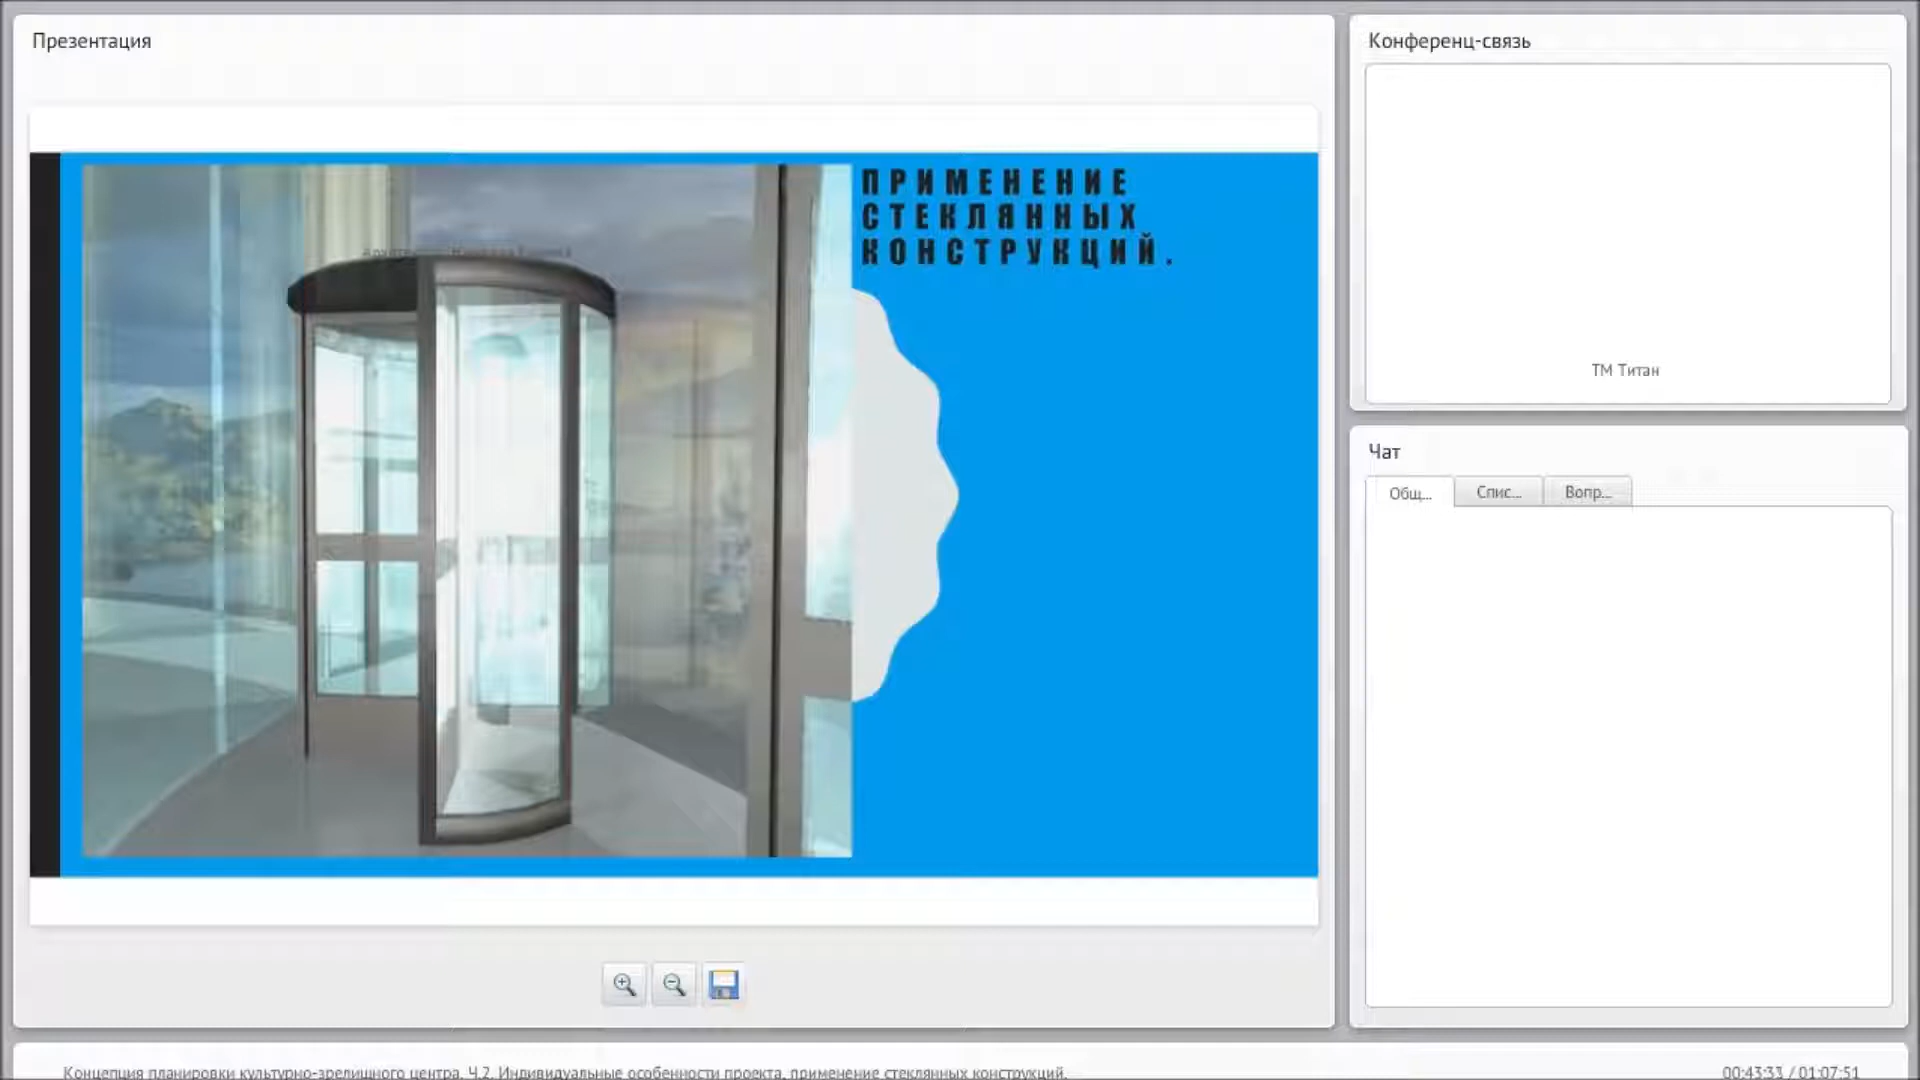 Презентация
ПРИМЕНЕНИЕ
СТЕКЛЯННЫХ
КОНСТРУКЦИЙ.
Конференц-связь
ТМ Титан
Чат
Общ...
Спис...
Вопр...
Концепция планировки культурно-зрелищного центра. Ч.2. Индивидуальные особенности проекта, применение стеклянных конструкций.
00:43:33 / 01:07:51